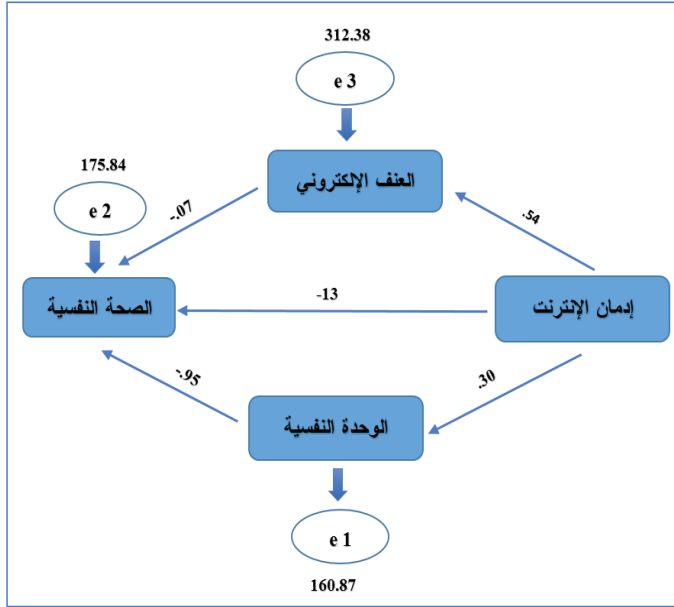 312.38
e 3
العنف الإلكتروني
175.84
e 2
-.07
.54
الصحة النفسية
-13
إدمان الإنترنت
-.95
.30
الوحدة النفسية
e 1
160.87